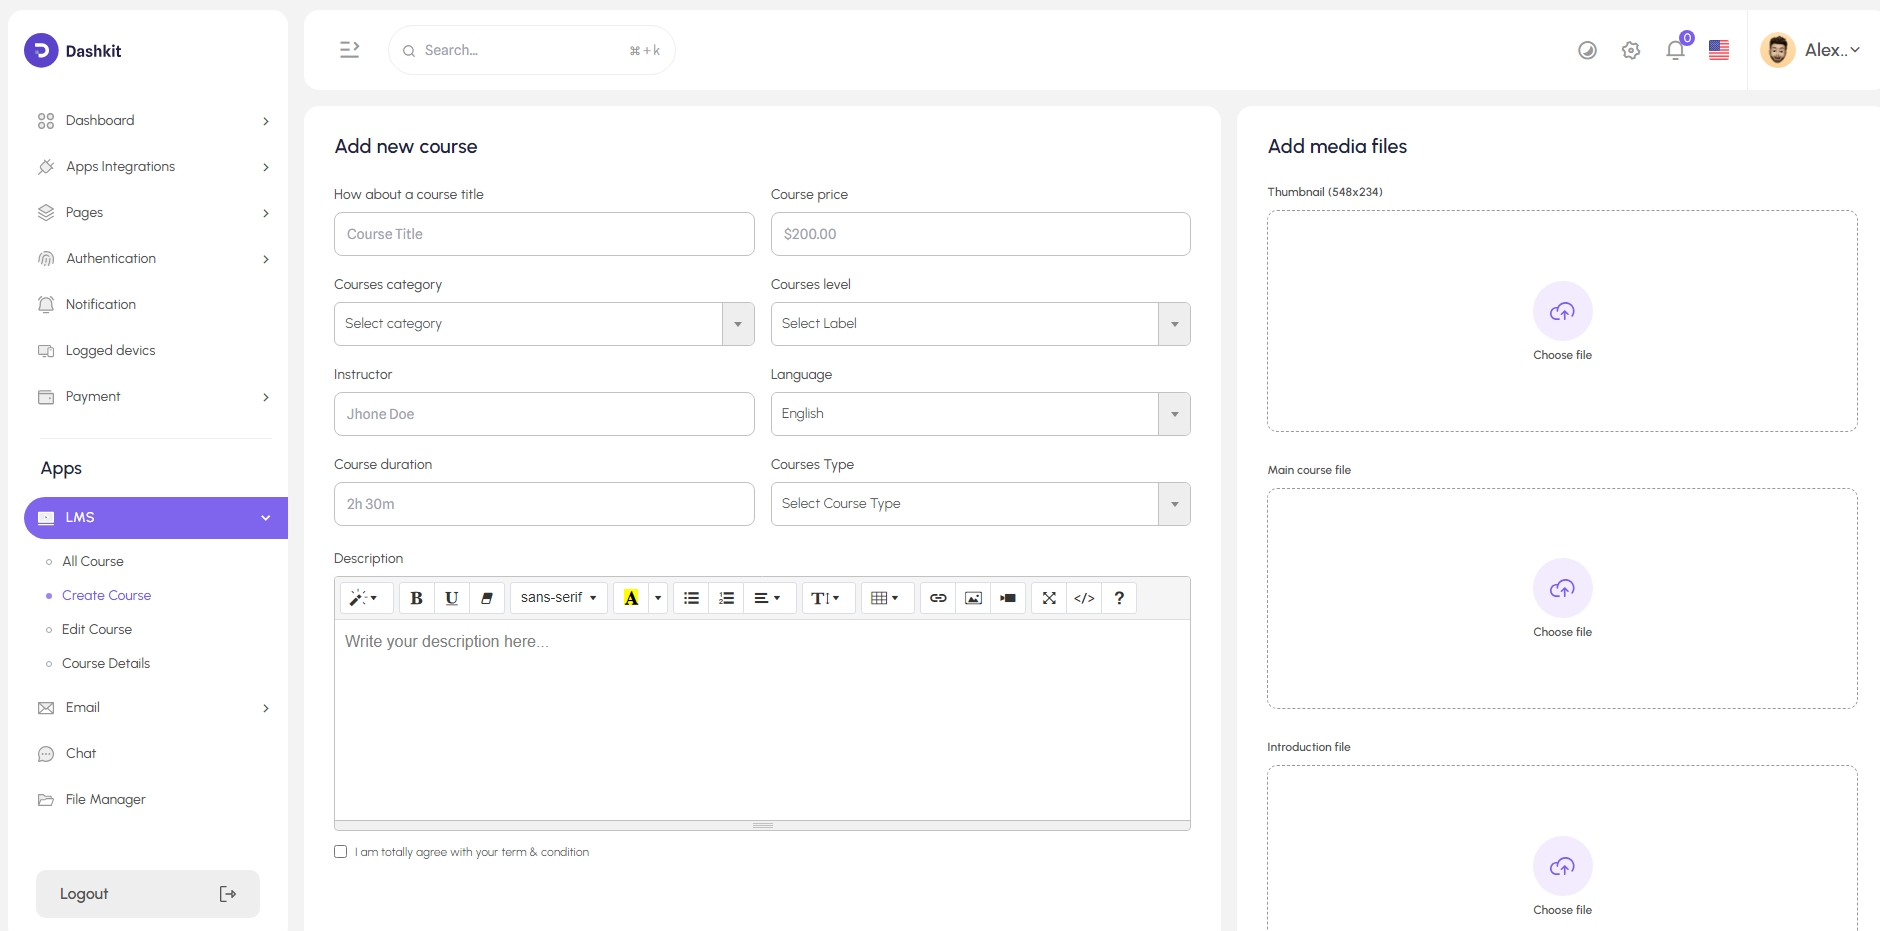 Dashkit
Search...
⌘ + k
0
Alex..
Dashboard
Apps Integrations
Pages
Authentication
Notification
Logged devics
Payment
Apps
LMS
All Course
Create Course
Edit Course
Course Details
Email
Chat
File Manager
Logout
Add new course
How about a course title
Course Title
Course price
$200.00
Courses category
Select category
Courses level
Select Label
Instructor
Jhone Doe
Language
English
Course duration
2h 30m
Courses Type
Select Course Type
Description
B U sans-serif A T </> ?
Write your description here...
I am totally agree with your term & condition
Add media files
Thumbnail (548x234)
Choose file
Main course file
Choose file
Introduction file
Choose file